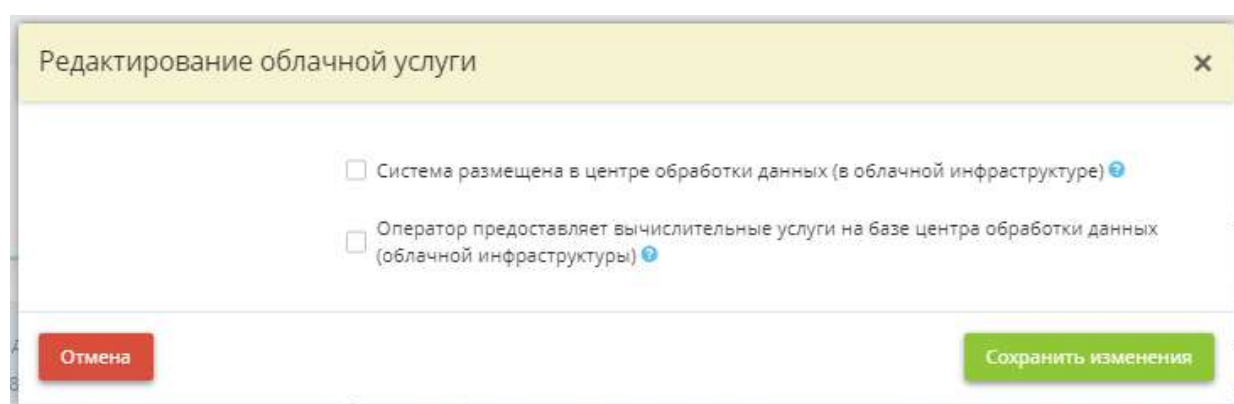 Редактирование облачной услуги
×
Система размещена в центре обработки данных (в облачной инфраструктуре) ?
Оператор предоставляет вычислительные услуги на базе центра обработки данных
(облачной инфраструктуры) ?
Отмена
Сохранить изменения